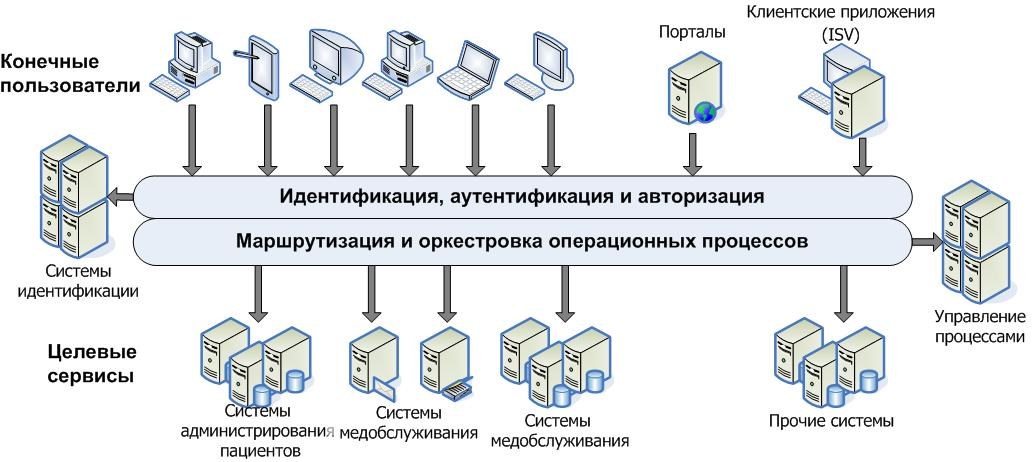 Клиентские приложения
(ISV)
Порталы
Конечные
пользователи
Идентификация, аутентификация и авторизация
Маршрутизация и оркестровка операционных процессов
Системы
идентификации
Управление
процессами
Целевые
сервисы
Системы
администрирования
пациентов
Системы
медобслуживания
Системы
медобслуживания
Прочие системы